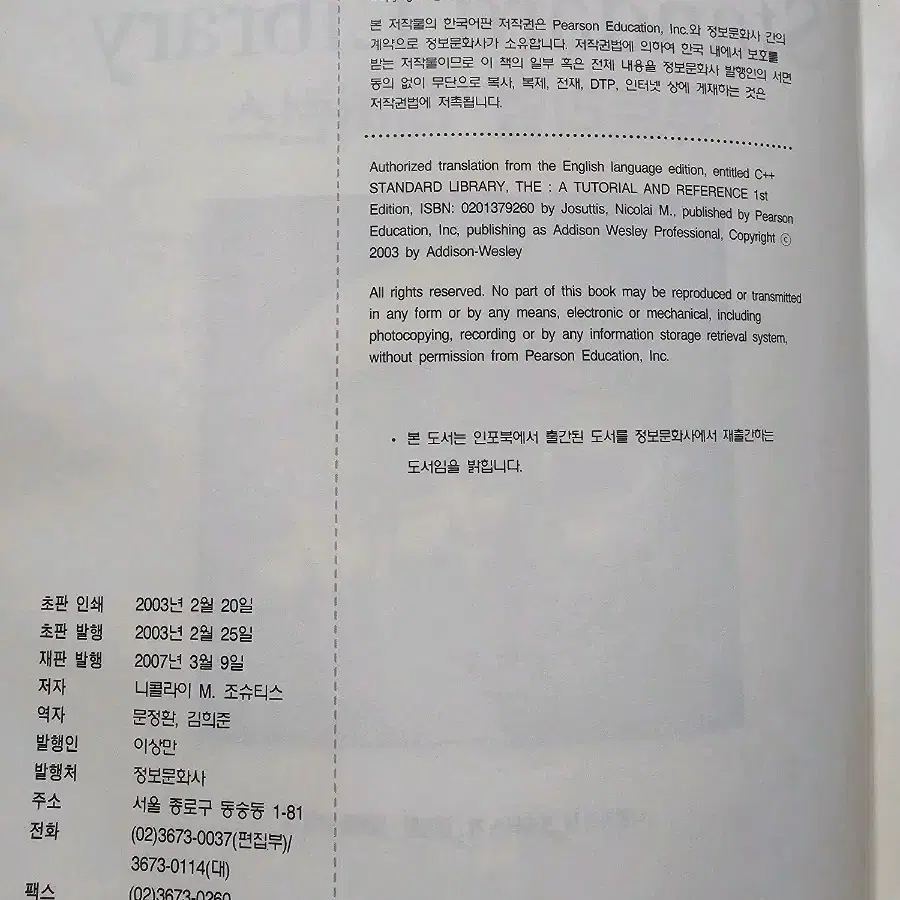 본 저작물의 한국어판 저작권은 Pearson Education, Inc.와 정보문화사 간의
계약으로 정보문화사가 소유합니다. 저작권법에 의하여 한국 내에서 보호를
받는 저작물이므로 이 책의 일부 혹은 전체 내용을 정보문화사 발행인의 서면
동의 없이 무단으로 복사, 복제, 전재, DTP, 인터넷 상에 게재하는 것은
저작권법에 저촉됩니다.
Authorized translation from the English language edition, entitled C++
STANDARD LIBRARY, THE : A TUTORIAL AND REFERENCE 1st
Edition, ISBN: 0201379260 by Josuttis, Nicolai M., published by Pearson
Education, Inc, publishing as Addison Wesley Professional, Copyright ⓒ
2003 by Addison-Wesley
All rights reserved. No part of this book may be reproduced or transmitted
in any form or by any means, electronic or mechanical, including
photocopying, recording or by any information storage retrieval system,
without permission from Pearson Education, Inc.
• 본 도서는 인포북에서 출간된 도서를 정보문화사에서 재출간하는
도서임을 밝힙니다.
초판 인쇄 2003년 2월 20일
초판 발행 2003년 2월 25일
재판 발행 2007년 3월 9일
저자 니콜라이 M. 조슈티스
역자 문정환, 김희준
발행인 이상만
발행처 정보문화사
주소 서울 종로구 동숭동 1-81
전화 (02)3673-0037(편집부)/
3673-0114(대)
팩스 (02)3673-0260